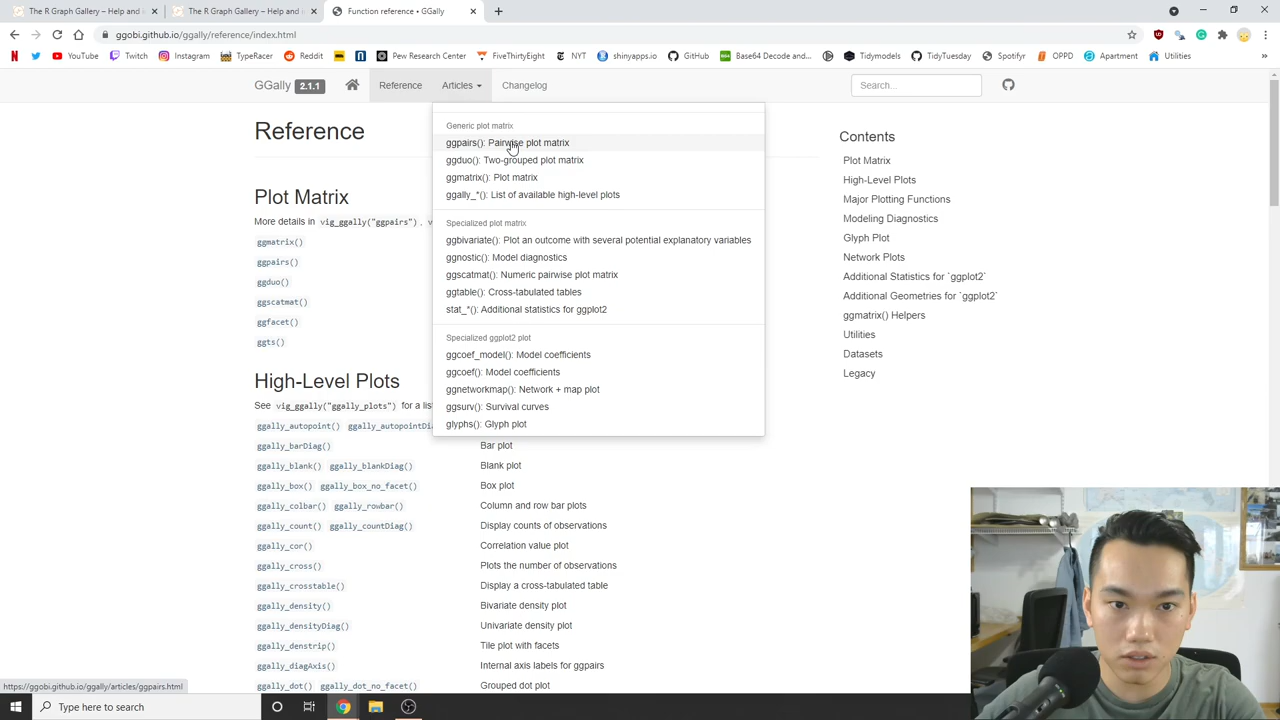 The R Graph Gallery – Help and i
The R Graph Gallery – Help and i
Function reference • GGally
ggobi.github.io/ggally/reference/index.html
YouTube
Twitch
Instagram
TypeRacer
Reddit
Pew Research Center
FiveThirtyEight
NYT
shinyapps.io
GitHub
Base64 Decode and...
Tidymodels
TidyTuesday
Spotifyr
OPPD
Apartment
Utilities
»
GGally 2.1.1
Reference
Articles
Changelog
Search...
Reference
Plot Matrix
More details in vig_ggally("ggpairs"), v
ggmatrix()
ggpairs()
ggduo()
ggscatmat()
ggfacet()
ggts()
High-Level Plots
See vig_ggally("ggally_plots") for a lis
ggally_autopoint() ggally_autopointDia
ggally_barDiag() Bar plot
ggally_blank() ggally_blankDiag() Blank plot
ggally_box() ggally_box_no_facet() Box plot
ggally_colbar() ggally_rowbar() Column and row bar plots
ggally_count() ggally_countDiag() Display counts of observations
ggally_cor() Correlation value plot
ggally_cross() Plots the number of observations
ggally_crosstable() Display a cross-tabulated table
ggally_density() Bivariate density plot
ggally_densityDiag() Univariate density plot
ggally_denstrip() Tile plot with facets
ggally_diagAxis() Internal axis labels for ggpairs
ggally_dot() ggally_dot_no_facet() Grouped dot plot
Generic plot matrix
ggpairs(): Pairwise plot matrix
ggduo(): Two-grouped plot matrix
ggmatrix(): Plot matrix
ggally_*(): List of available high-level plots
Specialized plot matrix
ggbivariate(): Plot an outcome with several potential explanatory variables
ggnostic(): Model diagnostics
ggscatmat(): Numeric pairwise plot matrix
ggtable(): Cross-tabulated tables
stat_*(): Additional statistics for ggplot2
Specialized ggplot2 plot
ggcoef_model(): Model coefficients
ggcoef(): Model coefficients
ggnetworkmap(): Network + map plot
ggsurv(): Survival curves
glyphs(): Glyph plot
Contents
Plot Matrix
High-Level Plots
Major Plotting Functions
Modeling Diagnostics
Glyph Plot
Network Plots
Additional Statistics for `ggplot2`
Additional Geometries for `ggplot2`
ggmatrix() Helpers
Utilities
Datasets
Legacy
https://ggobi.github.io/ggally/articles/ggpairs.html
Type here to search